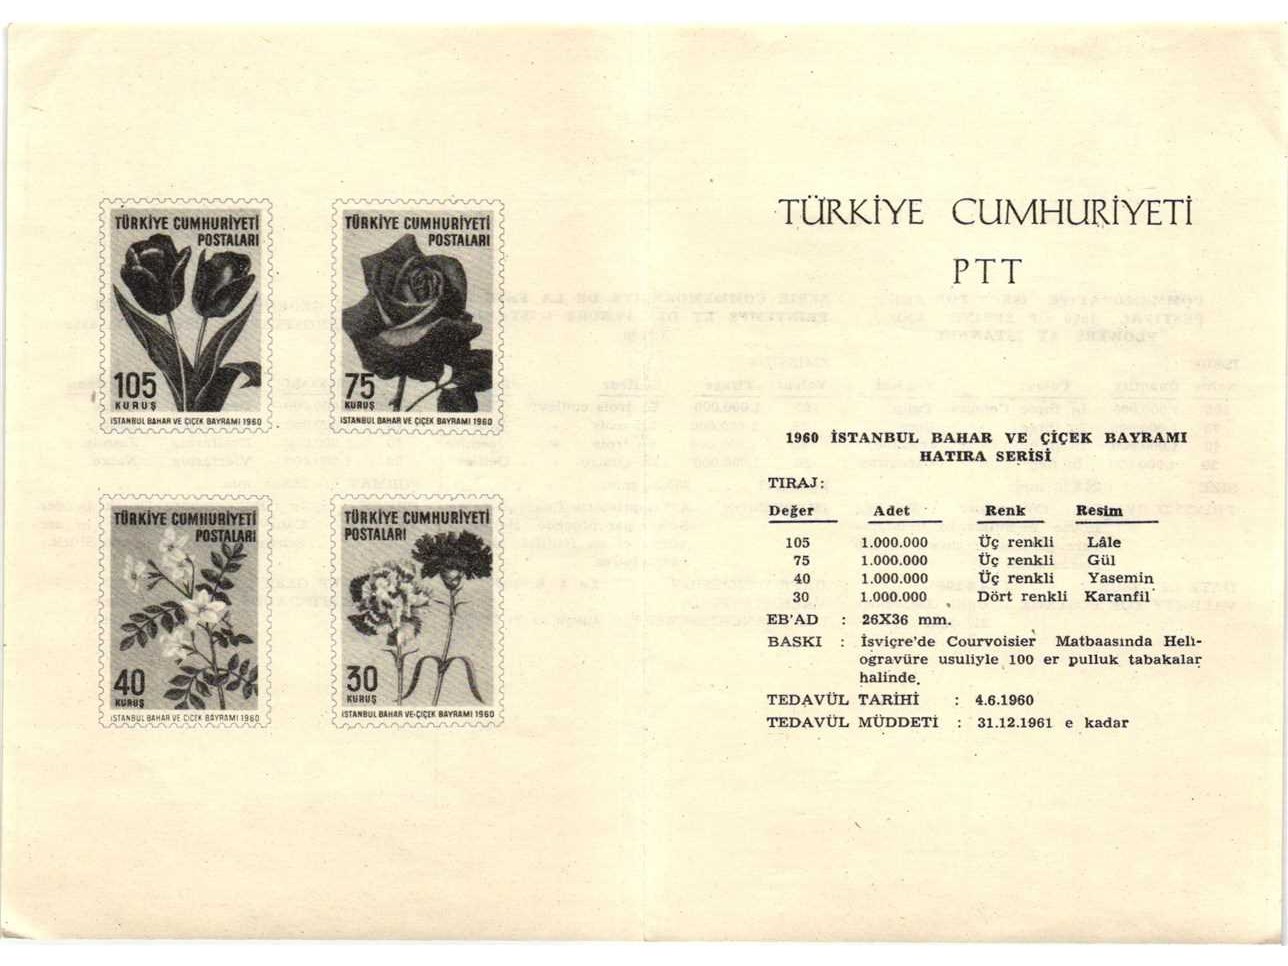 TÜRKİYE CUMHURİYETİ
POSTALARI
105
KURUŞ
İSTANBUL BAHAR VE ÇİÇEK BAYRAMI 1960
TÜRKİYE CUMHURİYETİ
POSTALARI
75
KURUŞ
İSTANBUL BAHAR VE ÇİÇEK BAYRAMI 1960
TÜRKİYE CUMHURİYETİ
POSTALARI
40
KURUŞ
İSTANBUL BAHAR VE ÇİÇEK BAYRAMI 1960
TÜRKİYE CUMHURİYETİ
POSTALARI
30
KURUŞ
İSTANBUL BAHAR VE ÇİÇEK BAYRAMI 1960
TÜRKİYE CUMHURİYETİ
PTT
1960 İSTANBUL BAHAR VE ÇİÇEK BAYRAMI
HATIRA SERİSİ
TIRAJ:
Değer Adet Renk Resim
105 1.000.000 Üç renkli Lâle
75 1.000.000 Üç renkli Gül
40 1.000.000 Üç renkli Yasemin
30 1.000.000 Dört renkli Karanfil
EB'AD : 26X36 mm.
BASKI : İsviçre'de Courvoisier Matbaasında Heli-
ogravüre usuliyle 100 er pulluk tabakalar
halinde.
TEDAVÜL TARİHİ : 4.6.1960
TEDAVÜL MÜDDETİ : 31.12.1961 e kadar